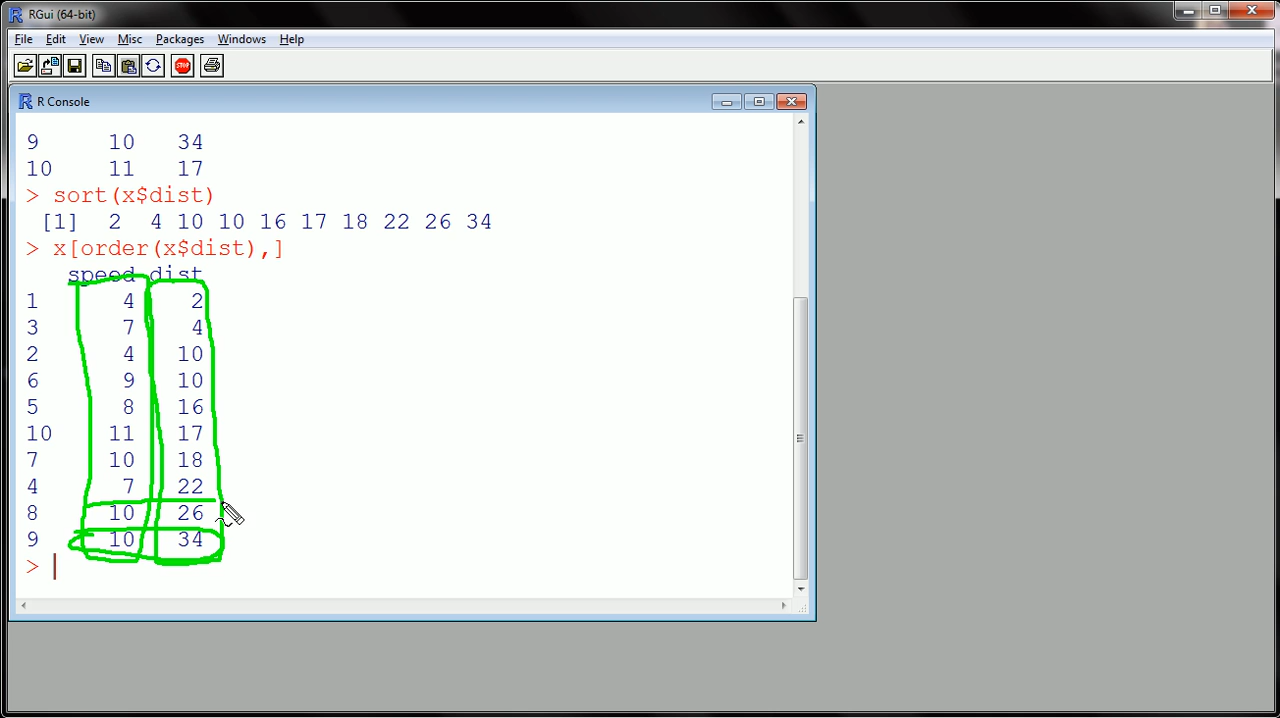 RGui (64-bit)
File Edit View Misc Packages Windows Help
STOP
R Console
9 10 34
10 11 17
> sort(x$dist)
[1] 2 4 10 10 16 17 18 22 26 34
> x[order(x$dist),]
speed dist
1 4 2
3 7 4
2 4 10
6 9 10
5 8 16
10 11 17
7 10 18
4 7 22
8 10 26
9 10 34
>